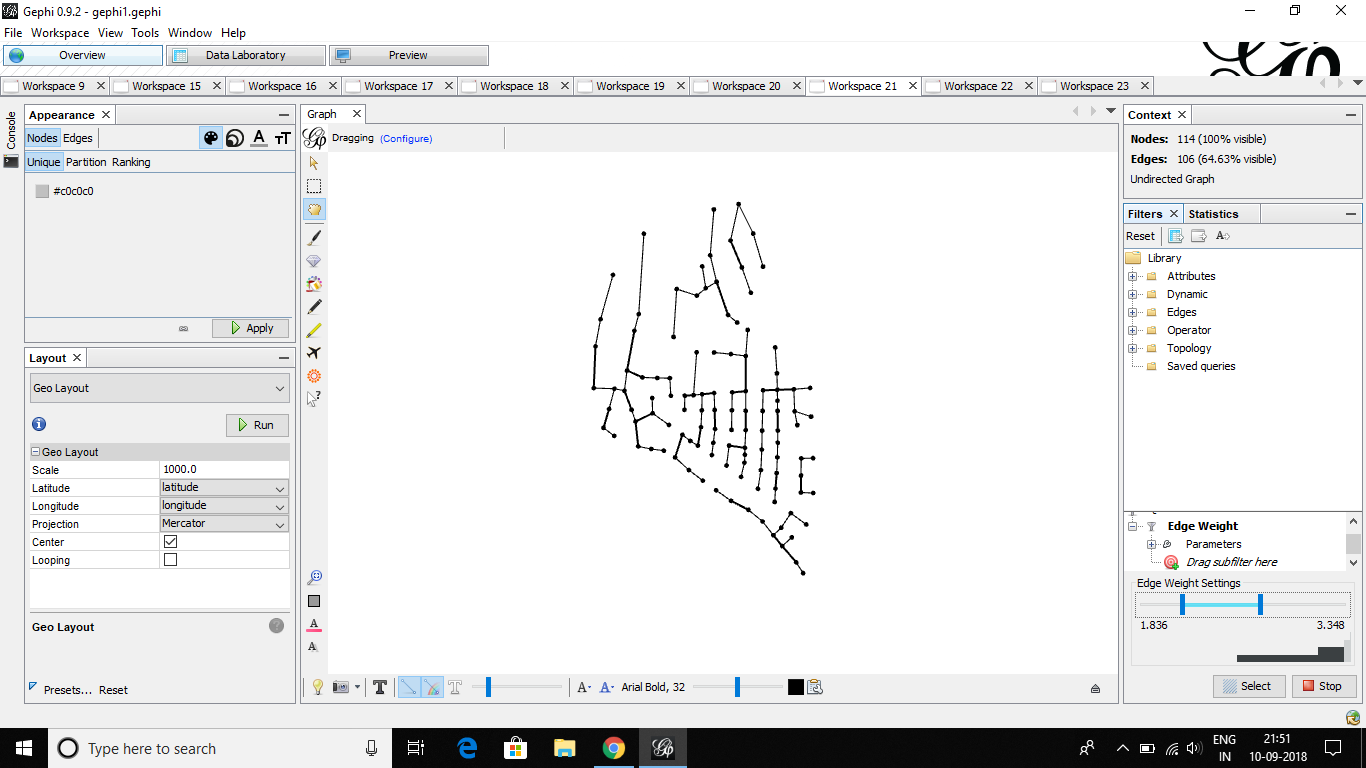 Gephi 0.9.2 - gephi1.gephi
File Workspace View Tools Window Help
Overview Data Laboratory Preview
Workspace 9 Workspace 15 Workspace 16 Workspace 17 Workspace 18 Workspace 19 Workspace 20 Workspace 21 Workspace 22 Workspace 23
Console
Appearance
Nodes Edges
Unique Partition Ranking
#c0c0c0
Apply
Layout
Geo Layout
Run
Geo Layout
Scale 1000.0
Latitude latitude
Longitude longitude
Projection Mercator
Center
Looping
Geo Layout
Presets... Reset
Graph
Dragging (Configure)
Arial Bold, 32
Context
Nodes: 114 (100% visible)
Edges: 106 (64.63% visible)
Undirected Graph
Filters Statistics
Reset
Library
Attributes
Dynamic
Edges
Operator
Topology
Saved queries
Edge Weight
Parameters
Drag subfilter here
Edge Weight Settings
1.836 3.348
Select Stop
Type here to search
ENG
IN
21:51
10-09-2018